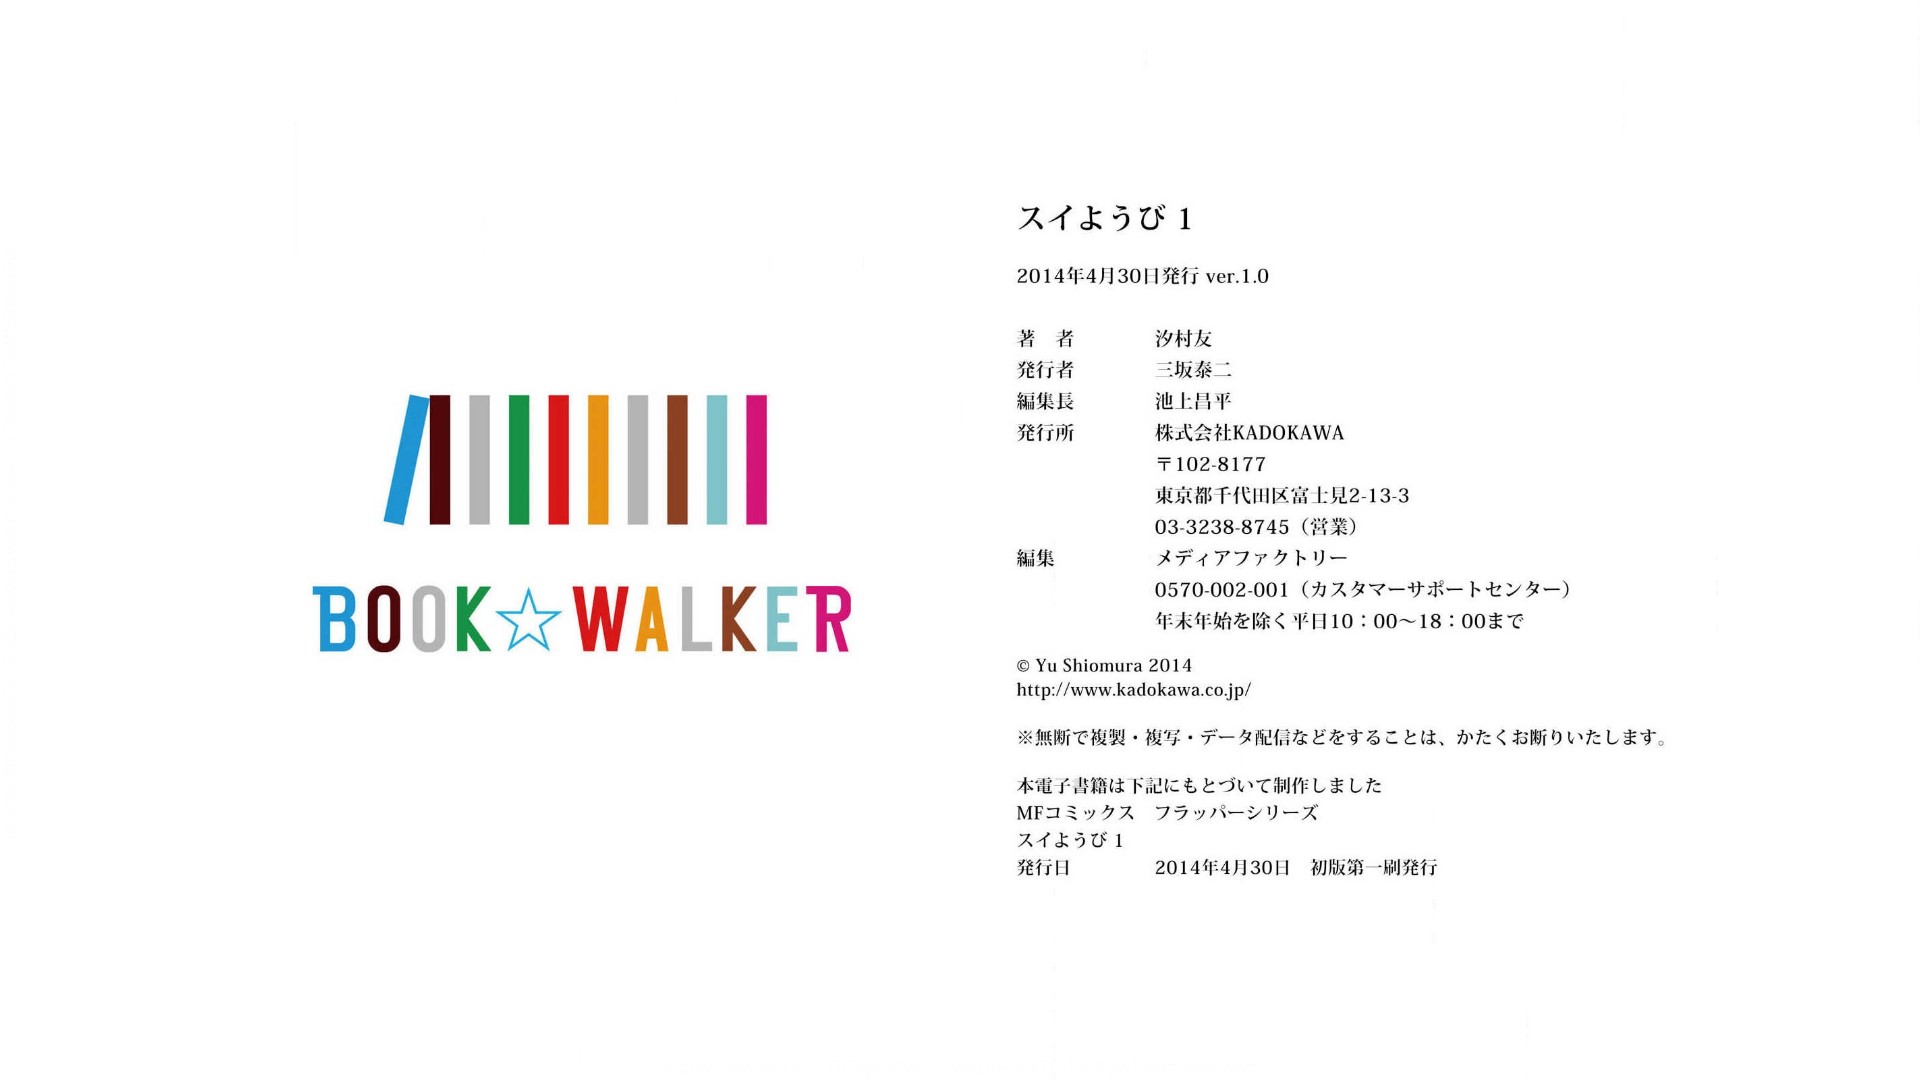 BOOK☆WALKER
スイようび 1
2014年4月30日発行 ver.1.0
著　者　汐村友
発行者　三坂泰二
編集長　池上昌平
発行所　株式会社KADOKAWA
〒102-8177
東京都千代田区富士見2-13-3
03-3238-8745（営業）
編集　メディアファクトリー
0570-002-001（カスタマーサポートセンター）
年末年始を除く平日10：00〜18：00まで
© Yu Shiomura 2014
http://www.kadokawa.co.jp/
※無断で複製・複写・データ配信などをすることは、かたくお断りいたします。
本電子書籍は下記にもとづいて制作しました
MFコミックス　フラッパーシリーズ
スイようび 1
発行日　2014年4月30日　初版第一刷発行